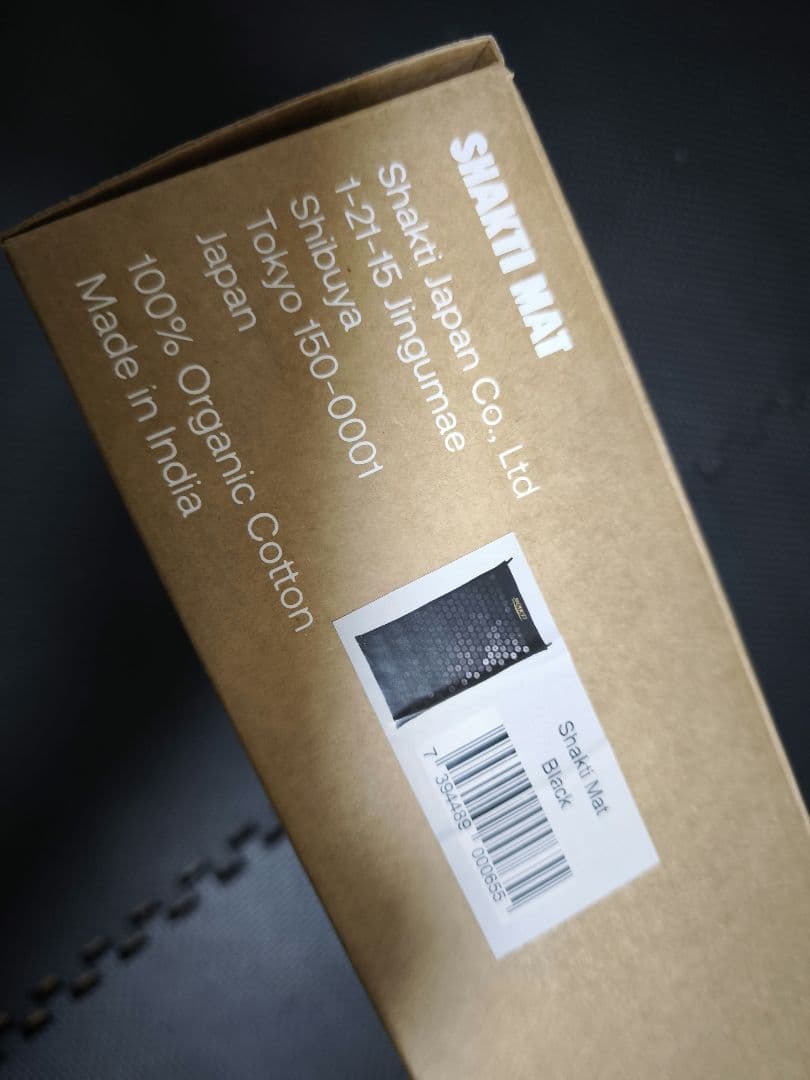 SHAKTI MAT
Shakti Japan Co., Ltd
1-21-15 Jingumae
Shibuya
Tokyo 150-0001
Japan
100% Organic Cotton
Made in India
Shakti Mat
Black
7 394489 000655